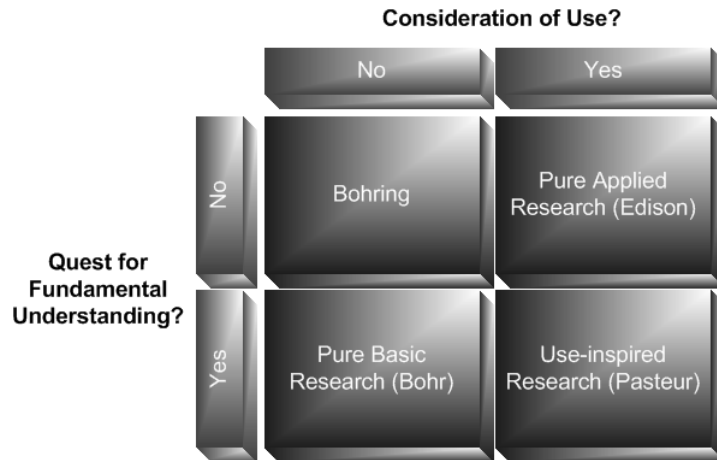 Consideration of Use?
No
Yes
No
Bohring
Pure Applied
Research (Edison)
Quest for
Fundamental
Understanding?
Yes
Pure Basic
Research (Bohr)
Use-inspired
Research (Pasteur)